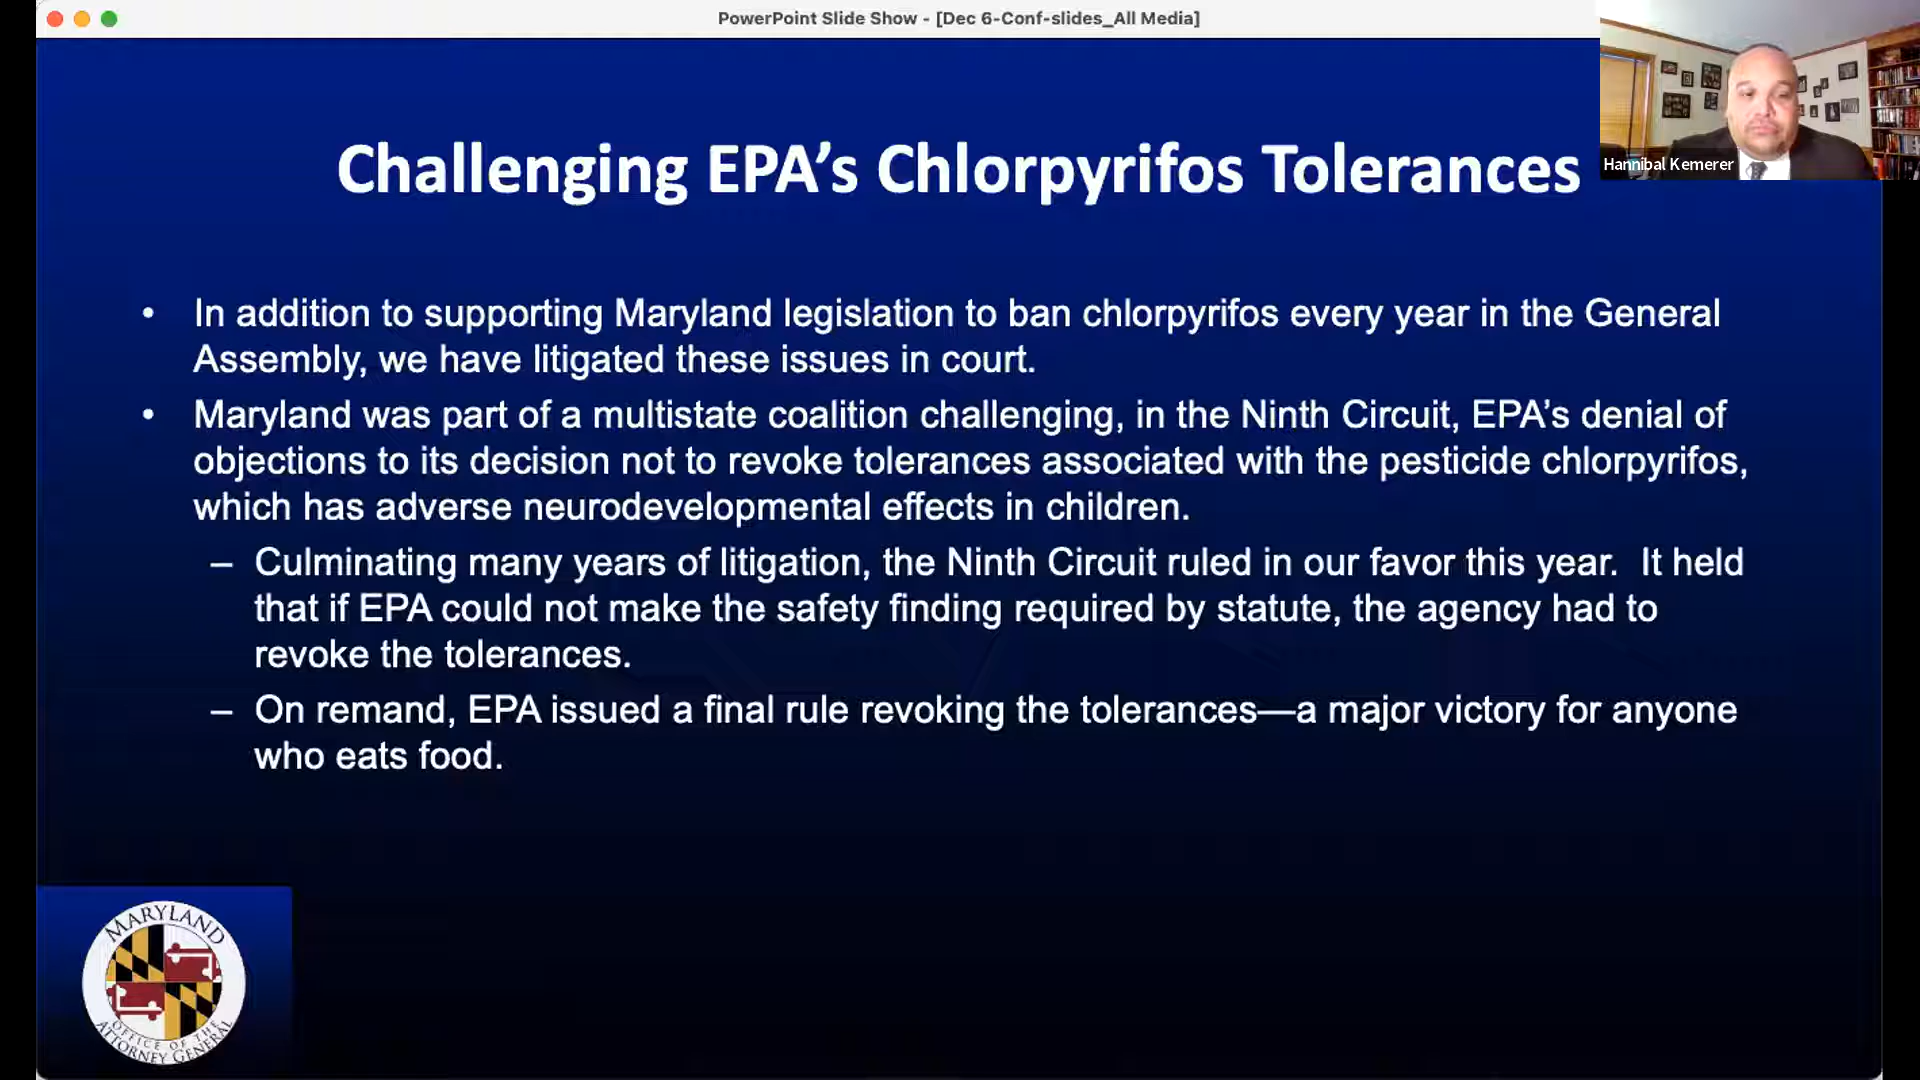 PowerPoint Slide Show - [Dec 6-Conf-slides_All Media]
Hannibal Kemerer
Challenging EPA’s Chlorpyrifos Tolerances
• In addition to supporting Maryland legislation to ban chlorpyrifos every year in the General
Assembly, we have litigated these issues in court.
• Maryland was part of a multistate coalition challenging, in the Ninth Circuit, EPA’s denial of
objections to its decision not to revoke tolerances associated with the pesticide chlorpyrifos,
which has adverse neurodevelopmental effects in children.
– Culminating many years of litigation, the Ninth Circuit ruled in our favor this year.  It held
that if EPA could not make the safety finding required by statute, the agency had to
revoke the tolerances.
– On remand, EPA issued a final rule revoking the tolerances—a major victory for anyone
who eats food.
MARYLAND
OFFICE OF THE
ATTORNEY GENERAL